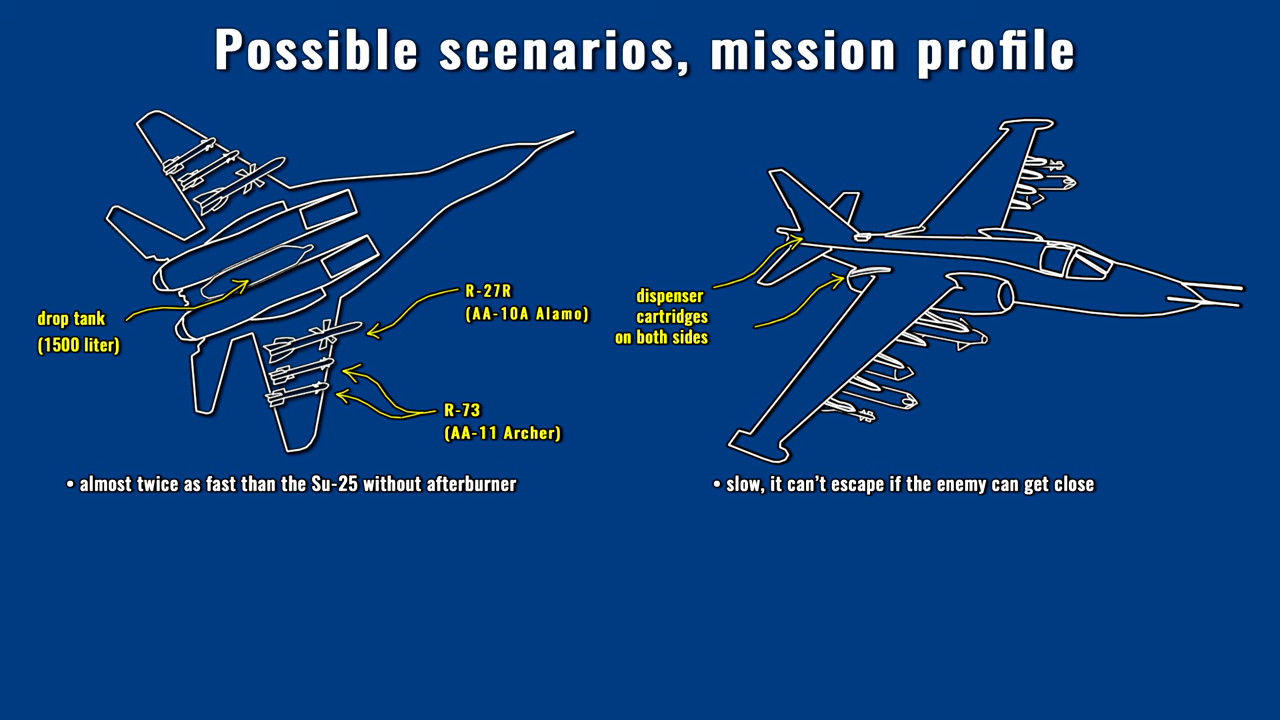 Possible scenarios, mission profile
drop tank
(1500 liter)
R-27R
(AA-10A Alamo)
R-73
(AA-11 Archer)
• almost twice as fast than the Su-25 without afterburner
dispenser
cartridges
on both sides
• slow, it can’t escape if the enemy can get close